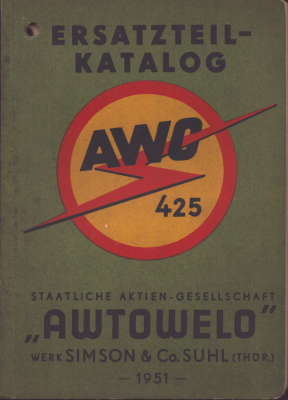 ERSATZTEIL-
KATALOG
AWO
425
STAATLICHE AKTIEN-GESELLSCHAFT
„AWTOWELO"
WERK SIMSON & Co. SUHL (THÜR.)
— 1951 —